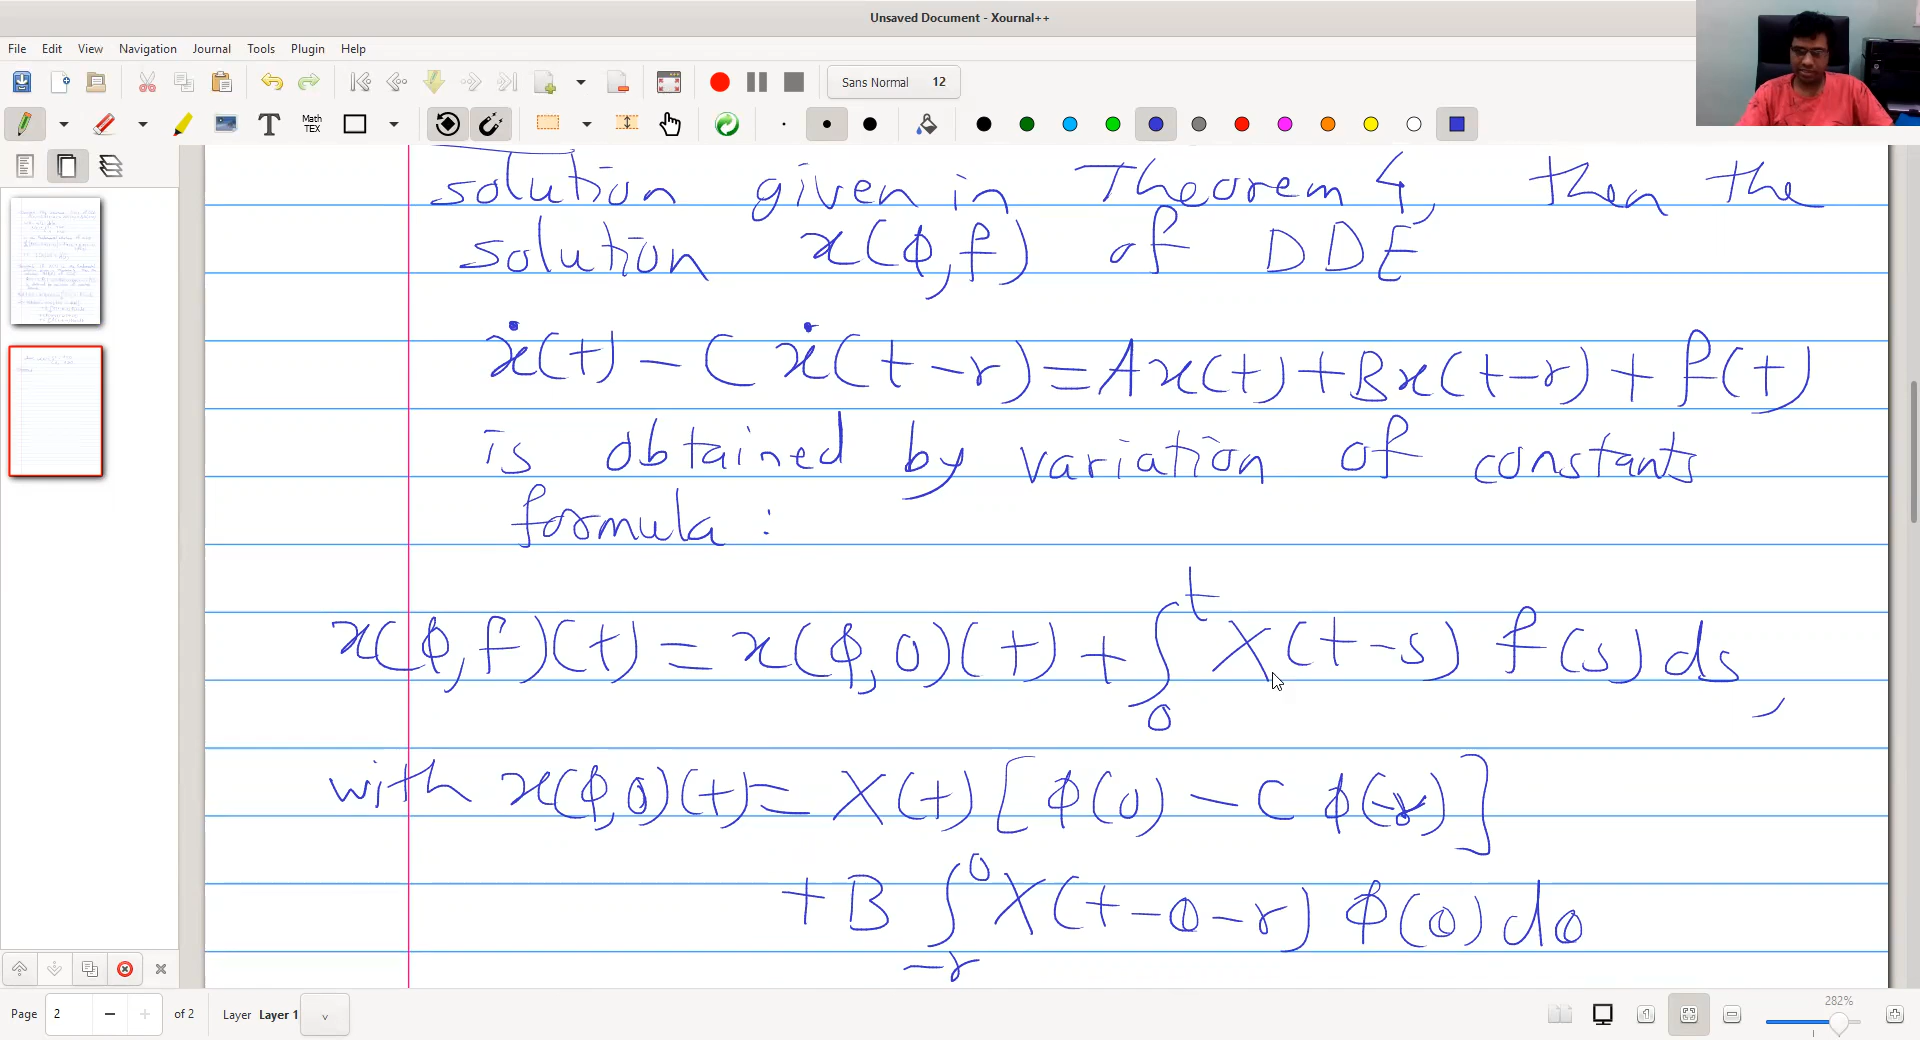 Unsaved Document - Xournal++
File Edit View Navigation Journal Tools Plugin Help
Sans Normal 12
Math TEX
solution given in Theorem 4, then the
solution x(ϕ,f) of DDE
ẋ(t) - C ẋ(t-r) = Ax(t) + Bx(t-r) + f(t)
is obtained by variation of constants
formula :
x(ϕ,f)(t) = x(ϕ,0)(t) + ∫₀ᵗ X(t-s) f(s) ds,
with x(ϕ,0)(t) = X(t) [ϕ(0) - C ϕ(-r)]
+ B ∫₋ᵣ⁰ X(t-θ-r) ϕ(θ) dθ
Page 2 of 2 Layer Layer 1 282%